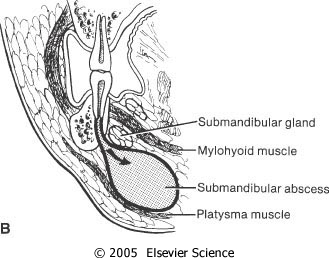 Submandibular gland
Mylohyoid muscle
Submandibular abscess
Platysma muscle
B
© 2005 Elsevier Science